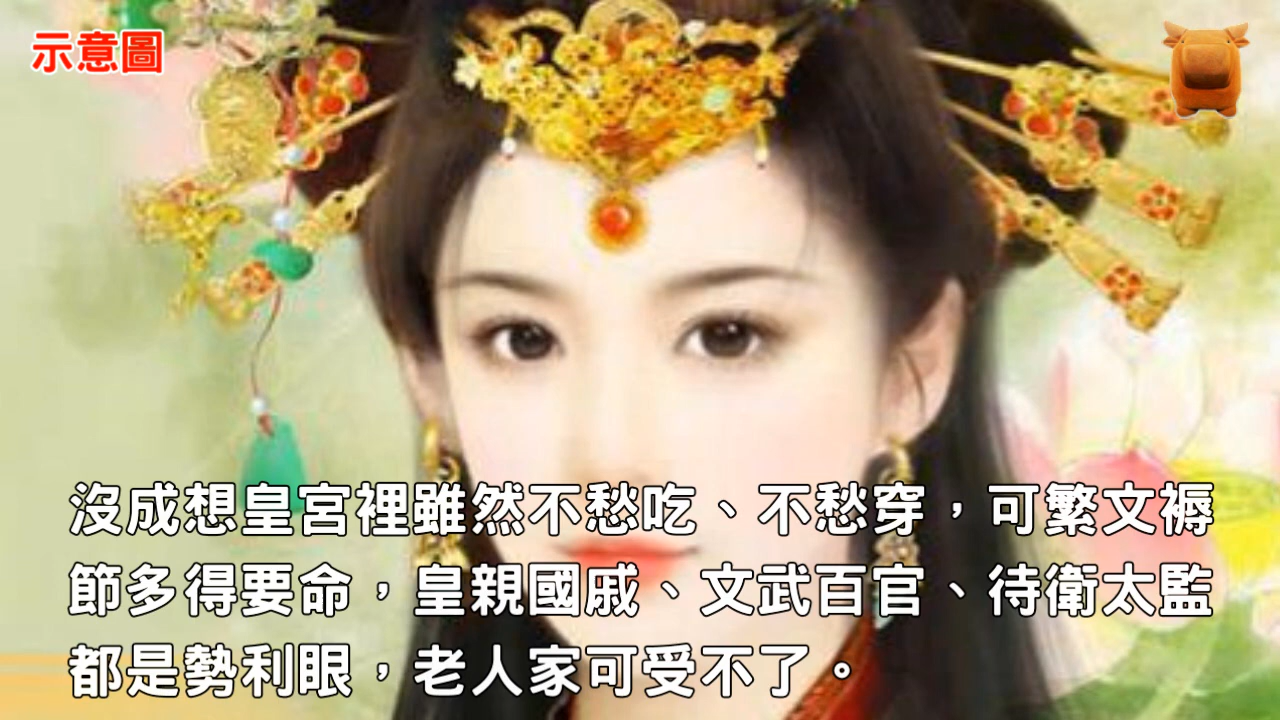 示意圖
沒成想皇宮裡雖然不愁吃、不愁穿，可繁文褥
節多得要命，皇親國戚、文武百官、待衛太監
都是勢利眼，老人家可受不了。